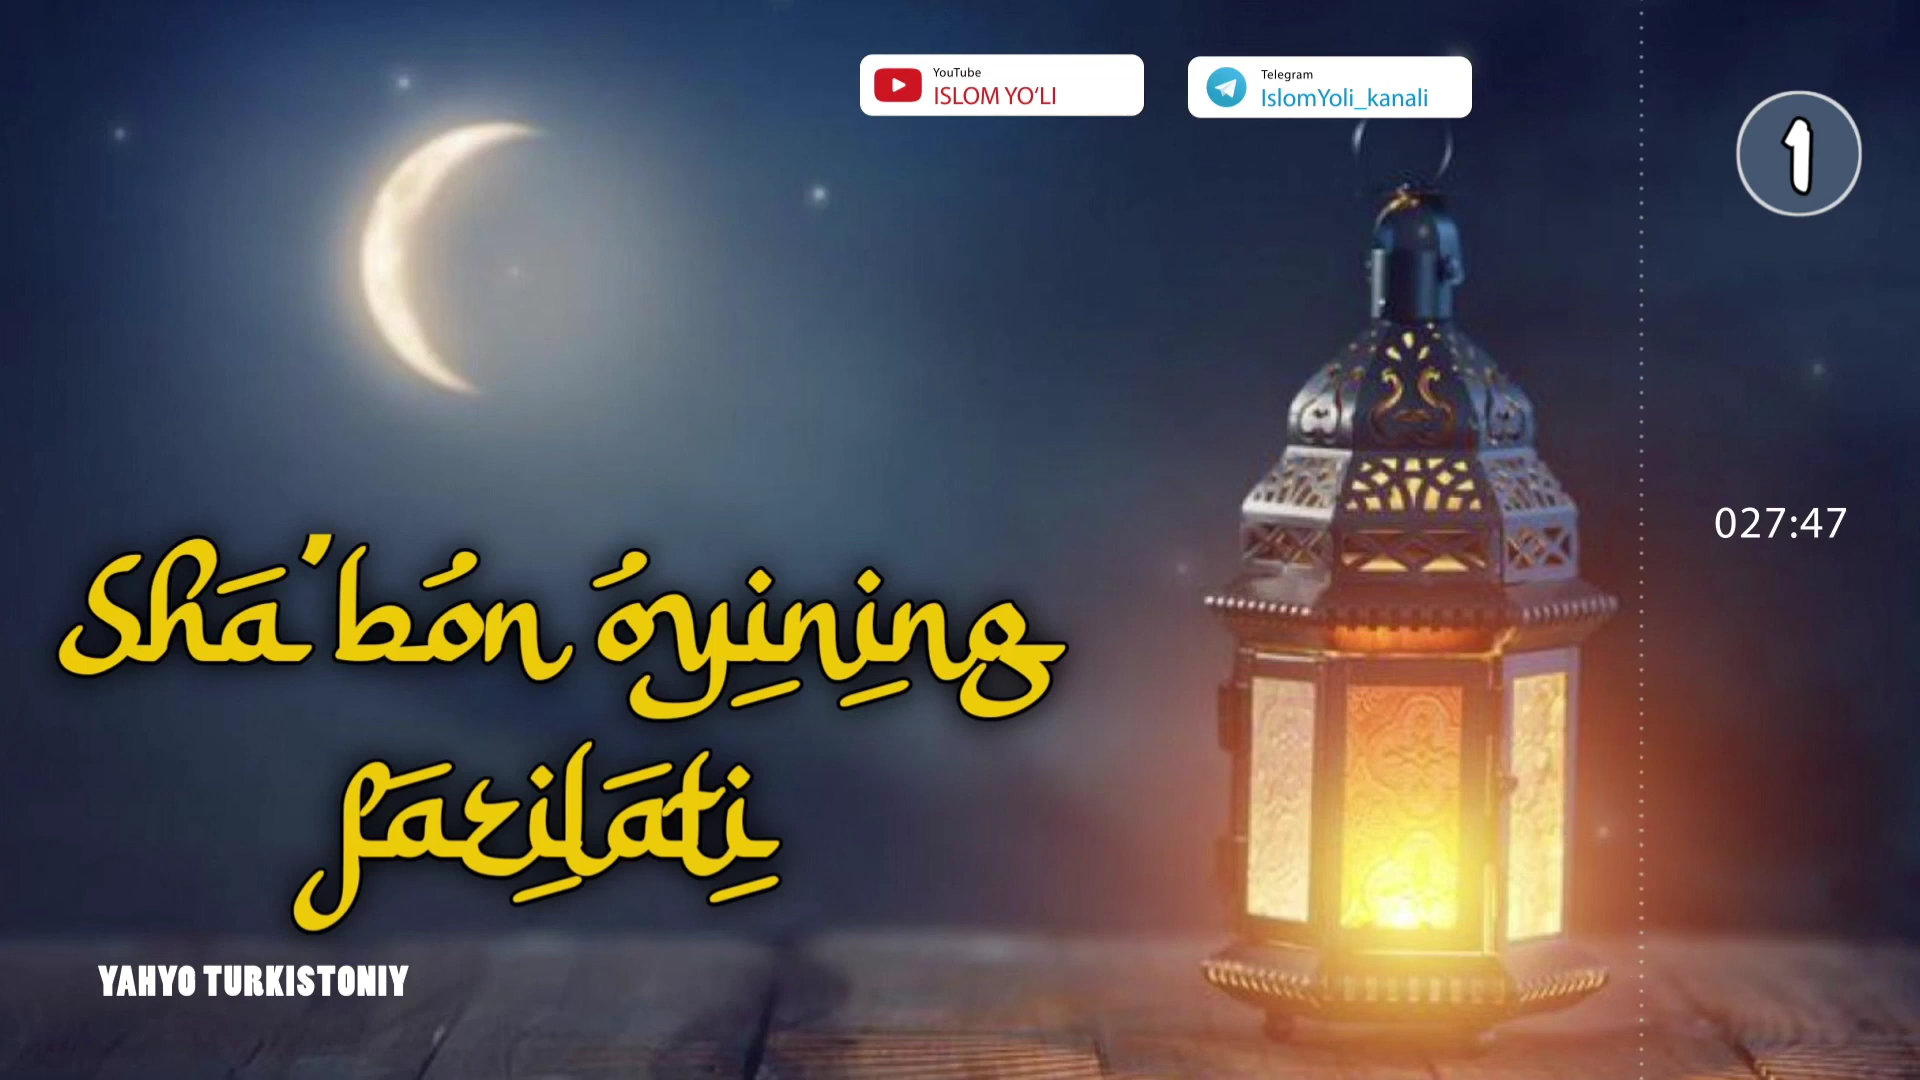 YouTube
ISLOM YO‘LI
Telegram
IslomYoli_kanali
1
027:47
Sha'bon oyining
fazilati
YAHYO TURKISTONIY